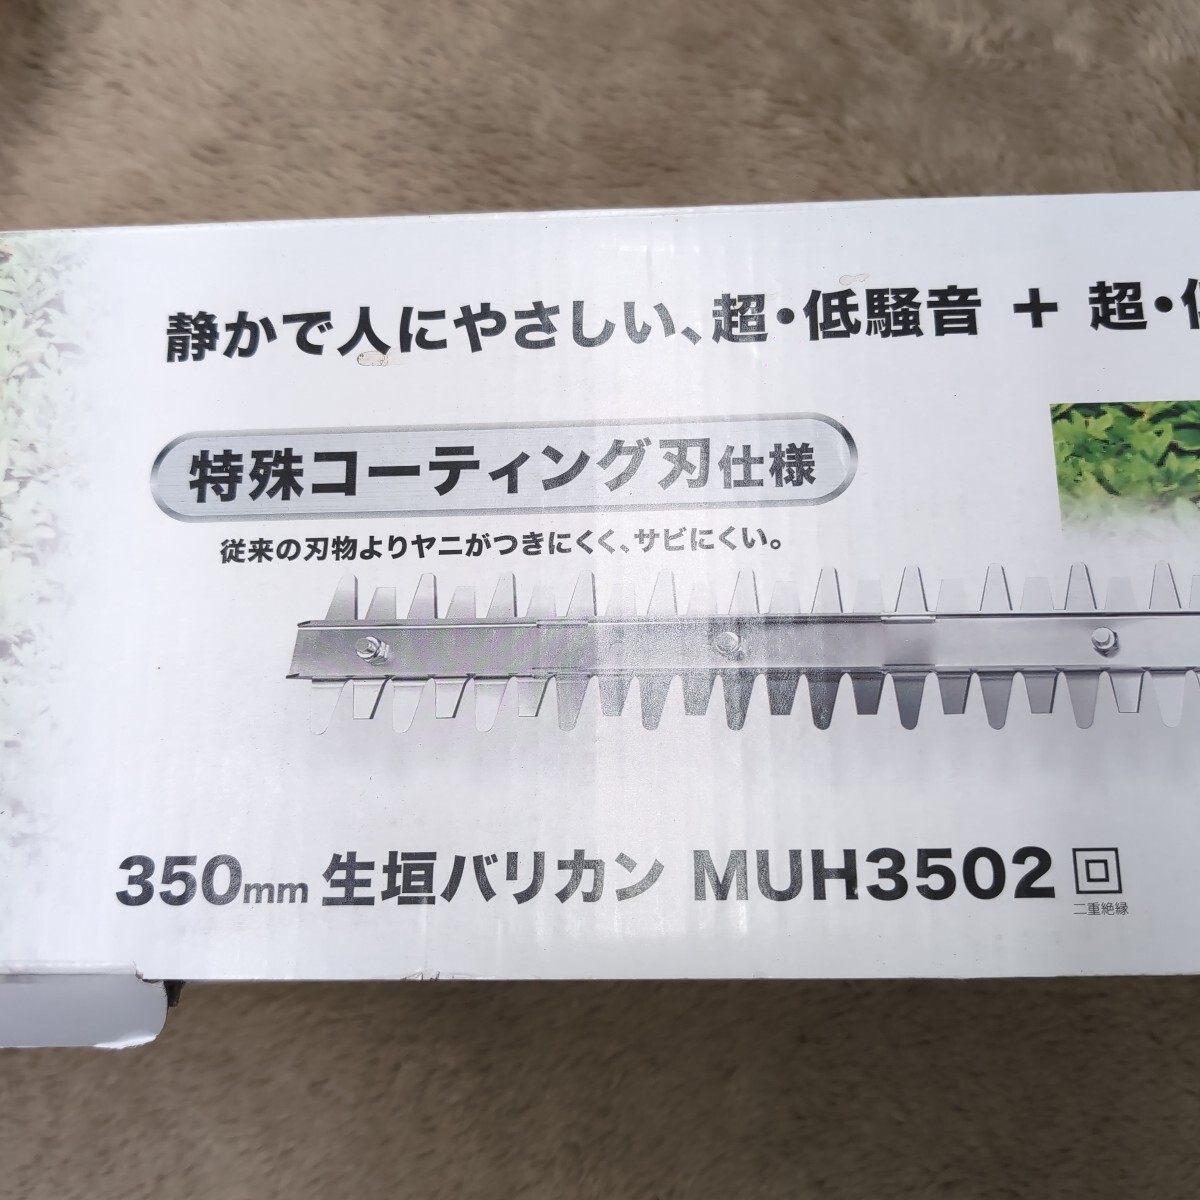 静かで人にやさしい、超・低騒音 + 超・
特殊コーティング刃仕様
従来の刃物よりヤニがつきにくく、サビにくい。
350mm 生垣バリカン MUH3502
二重絶縁